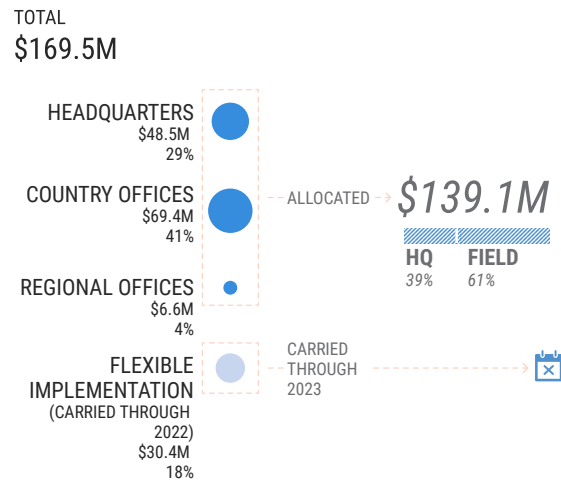 TOTAL
$169.5M
HEADQUARTERS
$48.5M
29%
COUNTRY OFFICES
$69.4M
41%
REGIONAL OFFICES
$6.6M
4%
FLEXIBLE
IMPLEMENTATION
(CARRIED THROUGH
2022)
$30.4M
18%
ALLOCATED
$139.1M
HQ
39%
FIELD
61%
CARRIED
THROUGH
2023